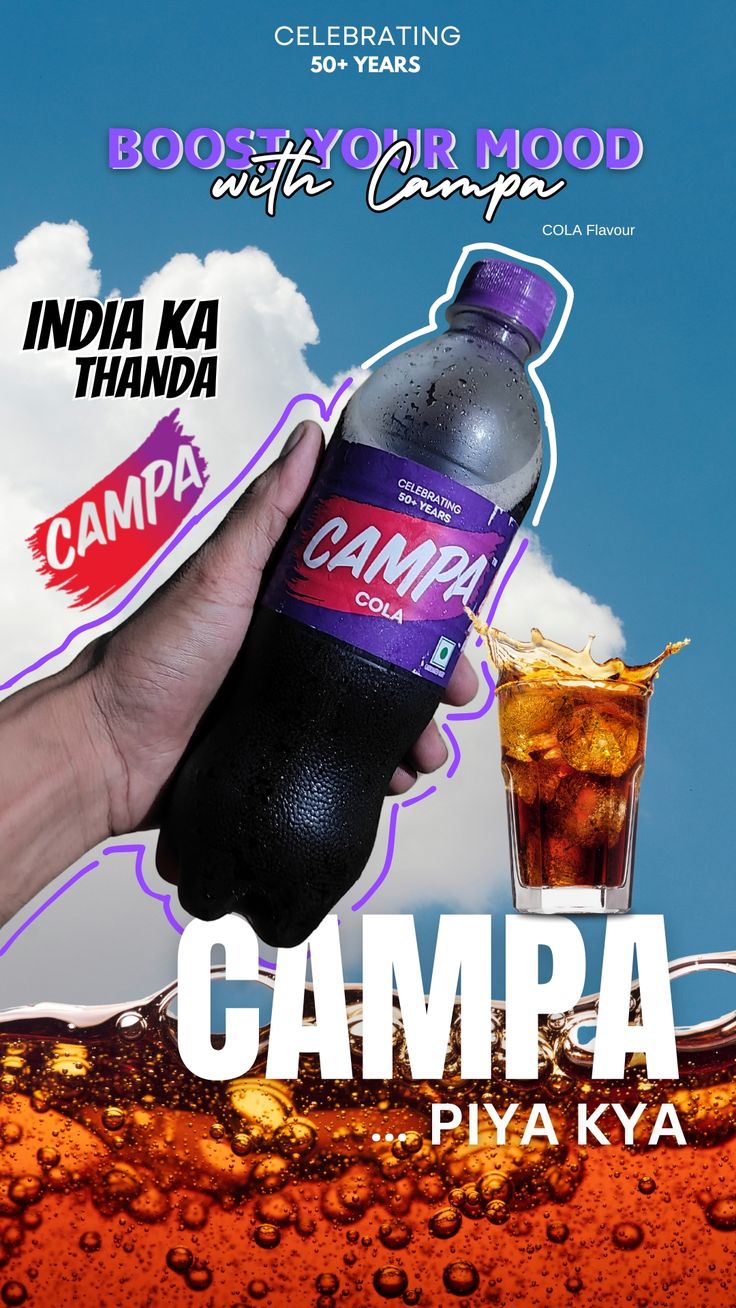 CELEBRATING
50+ YEARS
BOOST YOUR MOOD
with Campa
COLA Flavour
INDIA KA
THANDA
CAMPA
CELEBRATING
50+ YEARS
CAMPA
COLA
CAMPA
... PIYA KYA